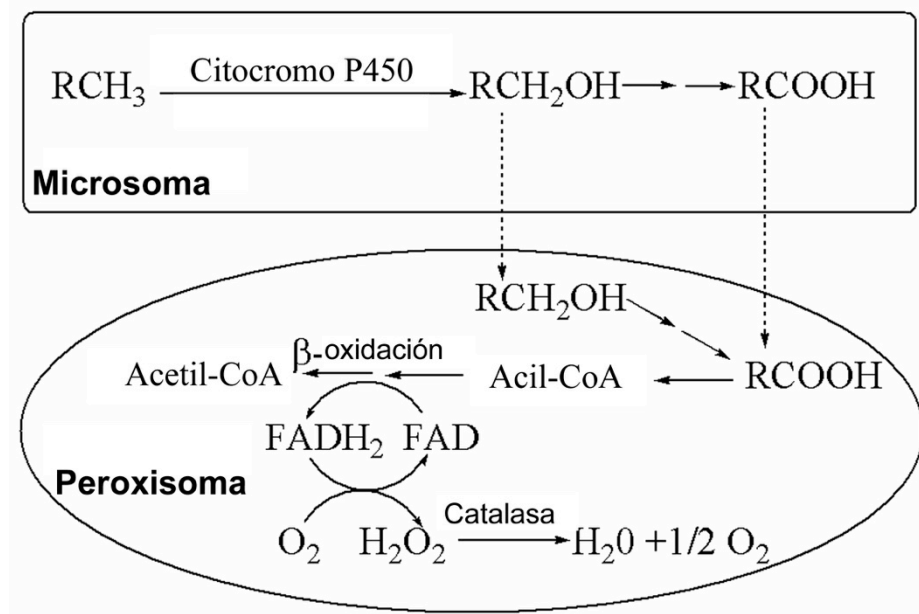 Citocromo P450
RCH₃ RCH₂OH RCOOH
Microsoma
RCH₂OH
β-oxidación
Acetil-CoA Acil-CoA RCOOH
FADH₂ FAD
Peroxisoma
Catalasa
O₂ H₂O₂ H₂0 +1/2 O₂